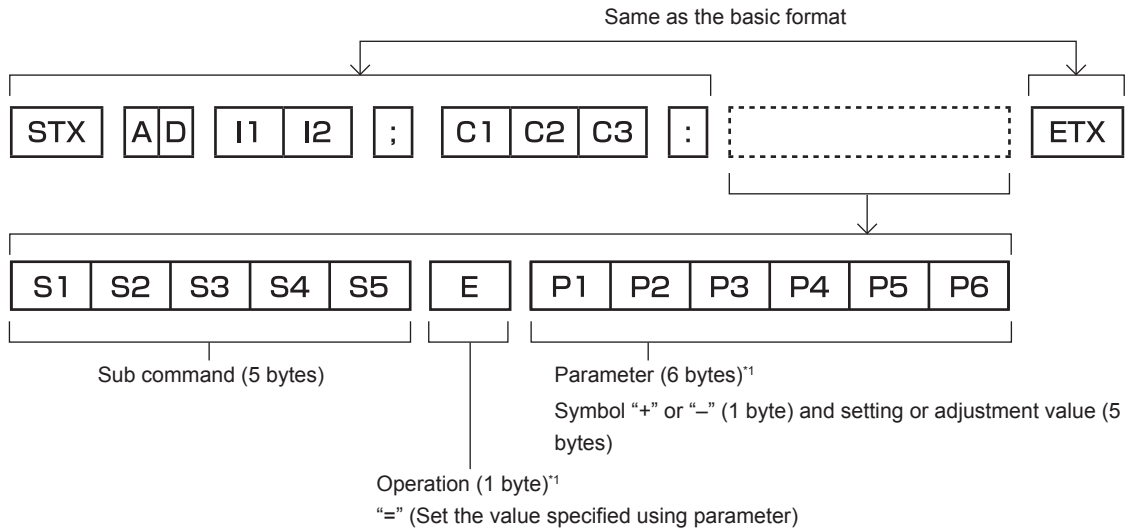 Same as the basic format
STX A D I1 I2 ; C1 C2 C3 : ETX
S1 S2 S3 S4 S5 E P1 P2 P3 P4 P5 P6
Sub command (5 bytes)
Parameter (6 bytes)*1
Symbol “+” or “–” (1 byte) and setting or adjustment value (5
bytes)
Operation (1 byte)*1
“=” (Set the value specified using parameter)